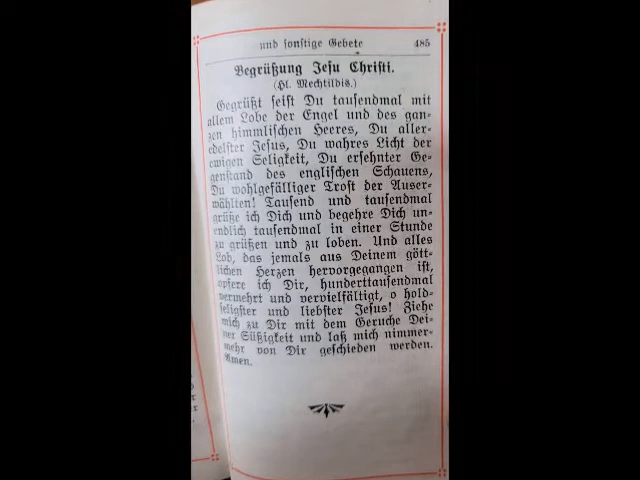 und sonstige Gebete 485
Begrüßung Jesu Christi.
(Hl. Mechtildis.)
Gegrüßt seist Du tausendmal mit
allem Lobe der Engel und des gan-
zen himmlischen Heeres, Du aller-
edelster Jesus, Du wahres Licht der
ewigen Seligkeit, Du ersehnter Ge-
genstand des englischen Schauens,
Du wohlgefälliger Trost der Auser-
wählten! Tausend und tausendmal
grüße ich Dich und begehre Dich un-
endlich tausendmal in einer Stunde
zu grüßen und zu loben. Und alles
Lob, das jemals aus Deinem gött-
lichen Herzen hervorgegangen ist,
opfere ich Dir, hunderttausendmal
vermehrt und vervielfältigt, o hold-
seligster und liebster Jesus! Ziehe
mich zu Dir mit dem Geruche Dei-
ner Süßigkeit und laß mich nimmer-
mehr von Dir geschieden werden.
Amen.